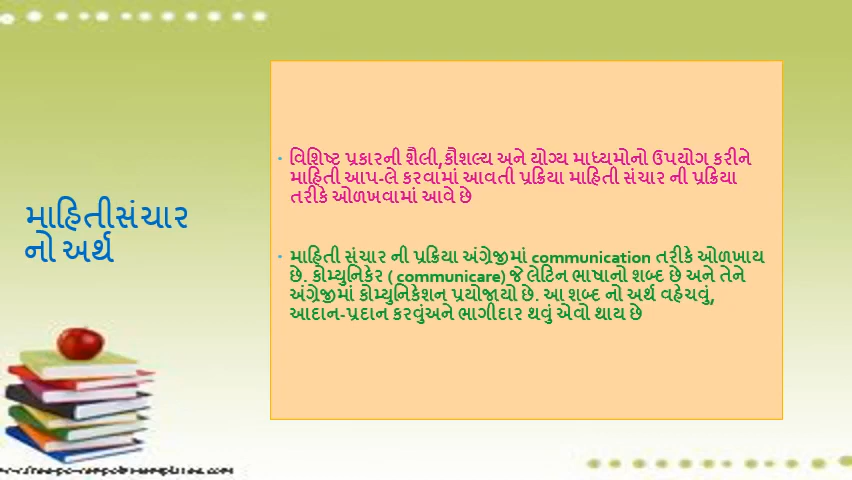 માહિતીસંચાર
નો અર્થ
• વિશિષ્ટ પ્રકારની શૈલી,કૌશલ્ય અને યોગ્ય માધ્યમોનો ઉપયોગ કરીને
માહિતી આપ-લે કરવામાં આવતી પ્રક્રિયા માહિતી સંચાર ની પ્રક્રિયા
તરીકે ઓળખવામાં આવે છે
• માહિતી સંચાર ની પ્રક્રિયા અંગ્રેજીમાં communication તરીકે ઓળખાય
છે. કોમ્યુનિકેર ( communicare) જે લેટિન ભાષાનો શબ્દ છે અને તેને
અંગ્રેજીમાં કોમ્યુનિકેશન પ્રયોજાયો છે. આ શબ્દ નો અર્થ વહેચવું,
આદાન-પ્રદાન કરવુંઅને ભાગીદાર થવું એવો થાય છે